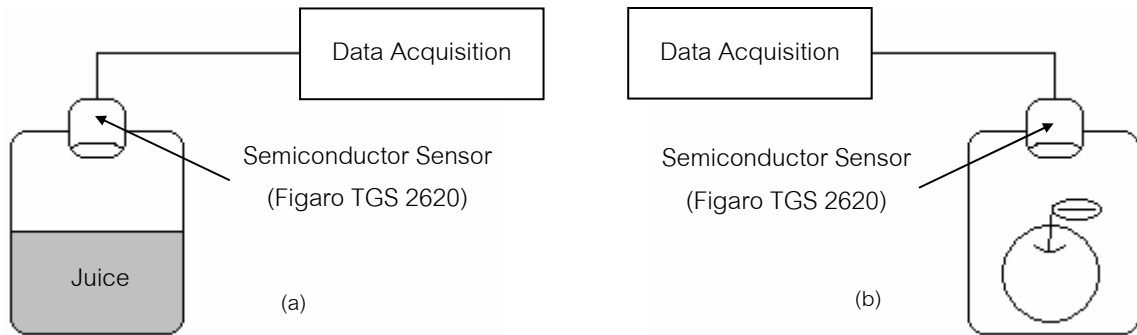 Data Acquisition
Semiconductor Sensor
(Figaro TGS 2620)
Juice
(a)
Data Acquisition
Semiconductor Sensor
(Figaro TGS 2620)
(b)